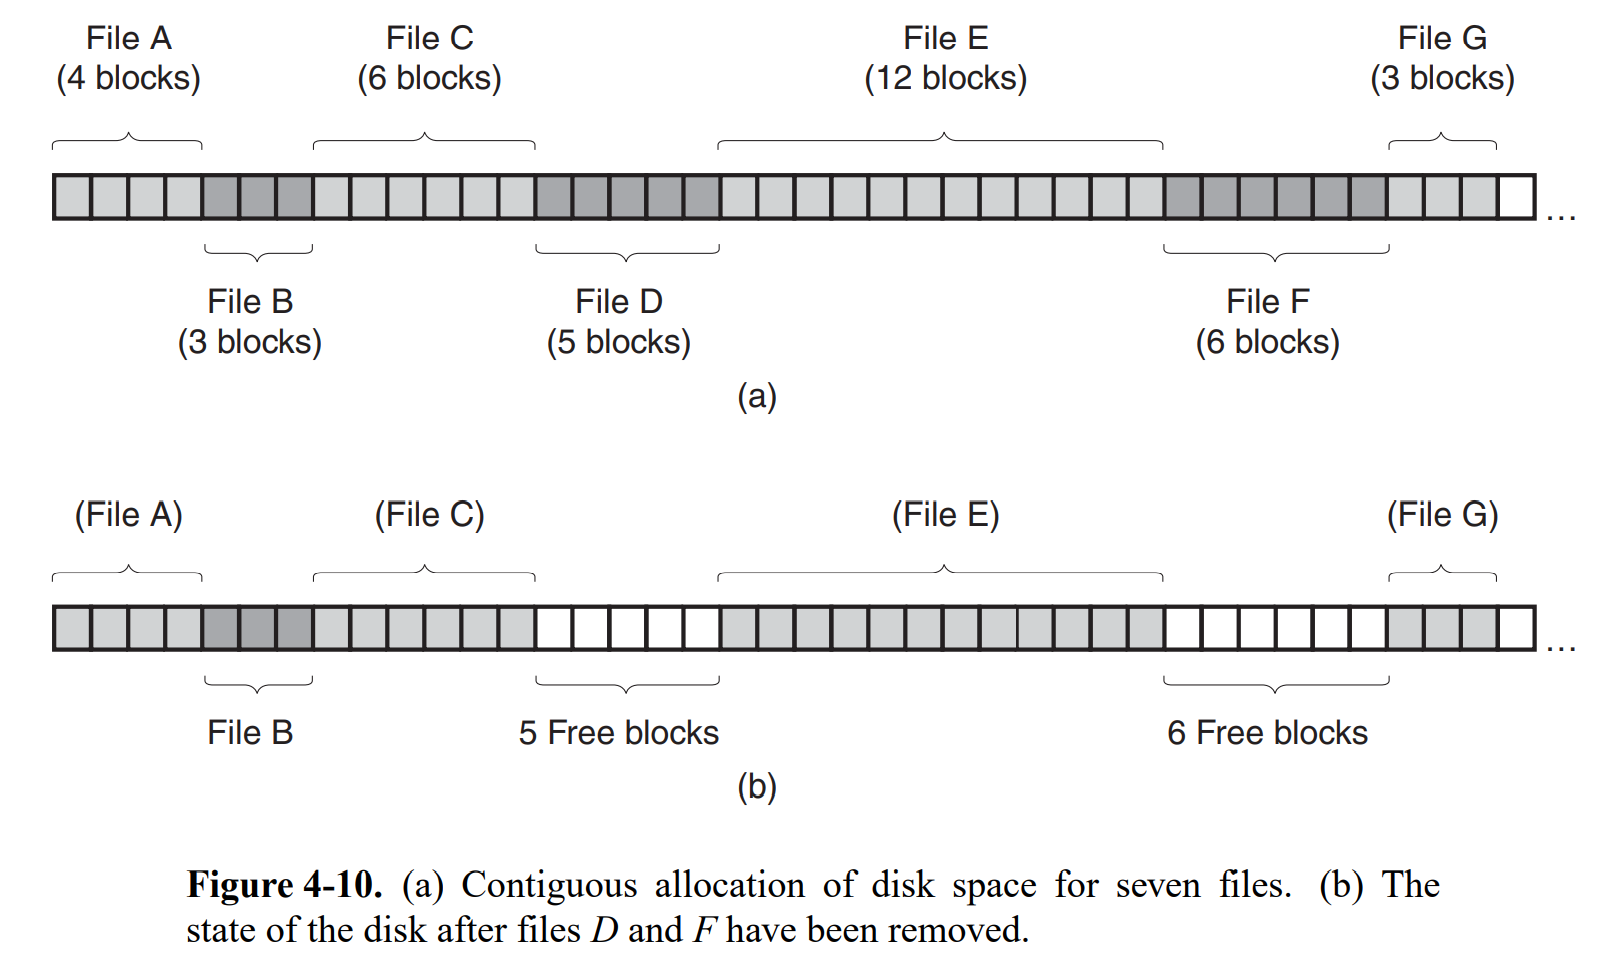 File A
(4 blocks)
File C
(6 blocks)
File E
(12 blocks)
File G
(3 blocks)
...
File B
(3 blocks)
File D
(5 blocks)
File F
(6 blocks)
(a)
(File A)
(File C)
(File E)
(File G)
...
File B
5 Free blocks
6 Free blocks
(b)
Figure 4-10. (a) Contiguous allocation of disk space for seven files. (b) The
state of the disk after files D and F have been removed.